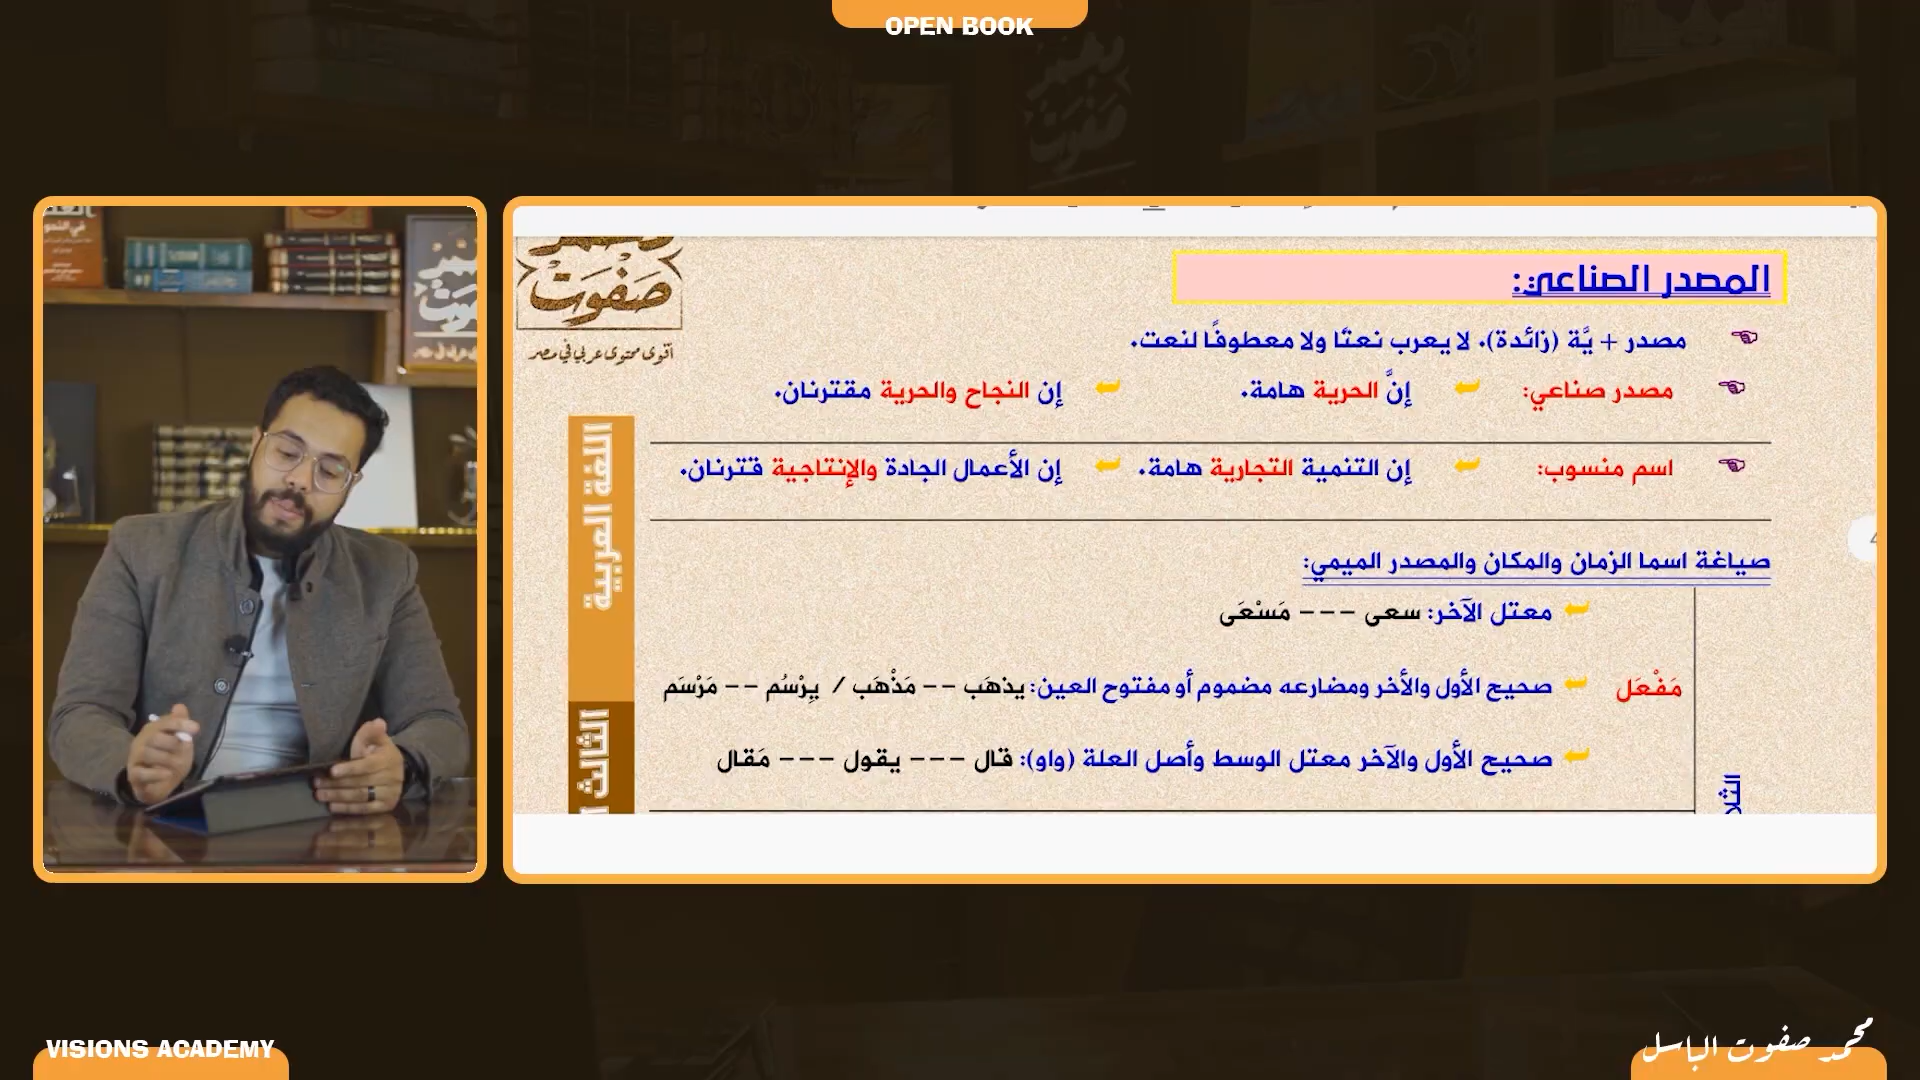 OPEN BOOK
المصدر الصناعي:
مصدر + يَّة (زائدة). لا يعرب نعتًا ولا معطوفًا لنعت.
مصدر صناعي: إنَّ الحرية هامة. إن النجاح والحرية مقترنان.
اسم منسوب: إن التنمية التجارية هامة. إن الأعمال الجادة والإنتاجية قترنان.
صياغة اسما الزمان والمكان والمصدر الميمي:
معتل الآخر: سعى --- مَسْعَى
مَفْعَل
صحيح الأول والأخر ومضارعه مضموم أو مفتوح العين: يذهَب -- مَذْهَب / يرْسُم -- مَرْسَم
صحيح الأول والآخر معتل الوسط وأصل العلة (واو): قال --- يقول --- مَقال
صفوت
أقوى محتوى عربي في مصر
اللغة العربية
الثالث
VISIONS ACADEMY
محمد صفوت الباسل